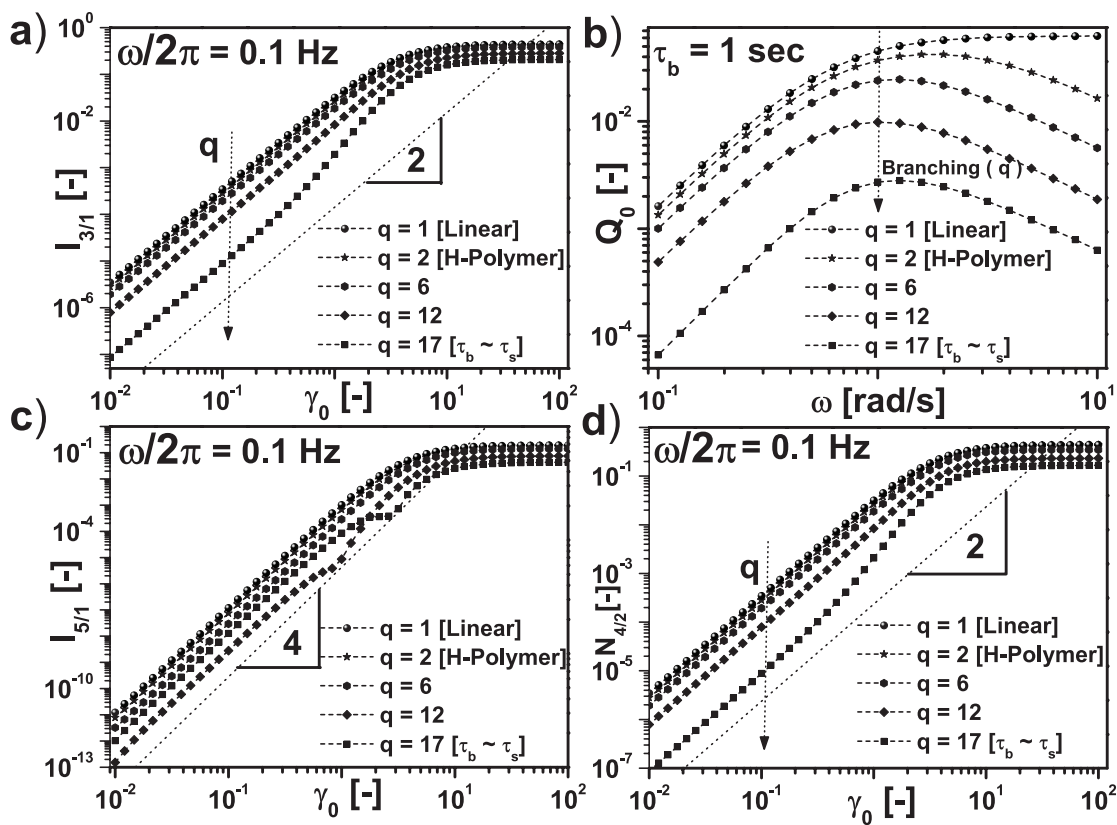 a)
ω/2π = 0.1 Hz
I3/1 [-]
10^0
10^-2
10^-4
10^-6
q
2
q = 1 [Linear]
q = 2 [H-Polymer]
q = 6
q = 12
q = 17 [τb ~ τs]
10^-2 10^-1 10^0 10^1 10^2
γ0 [-]
b)
τb = 1 sec
Q0 [-]
10^-1
10^-2
10^-3
10^-4
Branching ( q )
q = 1 [Linear]
q = 2 [H-Polymer]
q = 6
q = 12
q = 17 [τb ~ τs]
10^-1 10^0 10^1
ω [rad/s]
c)
ω/2π = 0.1 Hz
I5/1 [-]
10^-1
10^-4
10^-7
10^-10
10^-13
4
q = 1 [Linear]
q = 2 [H-Polymer]
q = 6
q = 12
q = 17 [τb ~ τs]
10^-2 10^-1 10^0 10^1 10^2
γ0 [-]
d)
ω/2π = 0.1 Hz
N4/2 [-]
10^-1
10^-3
10^-5
10^-7
q
2
q = 1 [Linear]
q = 2 [H-Polymer]
q = 6
q = 12
q = 17 [τb ~ τs]
10^-2 10^-1 10^0 10^1 10^2
γ0 [-]